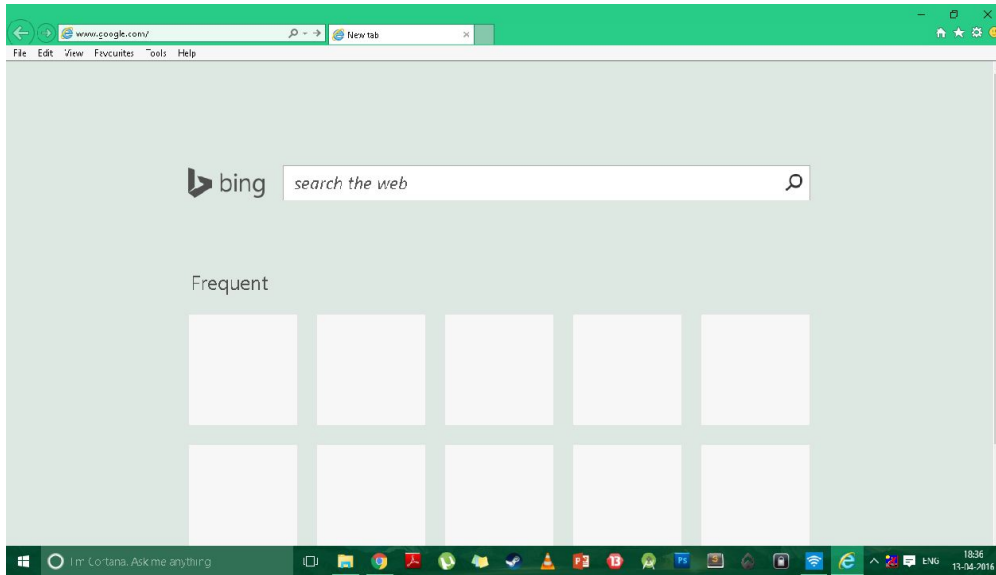 www.google.com/
New tab
File Edit View Favourites Tools Help
bing
search the web
Frequent
I'm Cortana. Ask me anything
ENG
18:36
13-04-2016